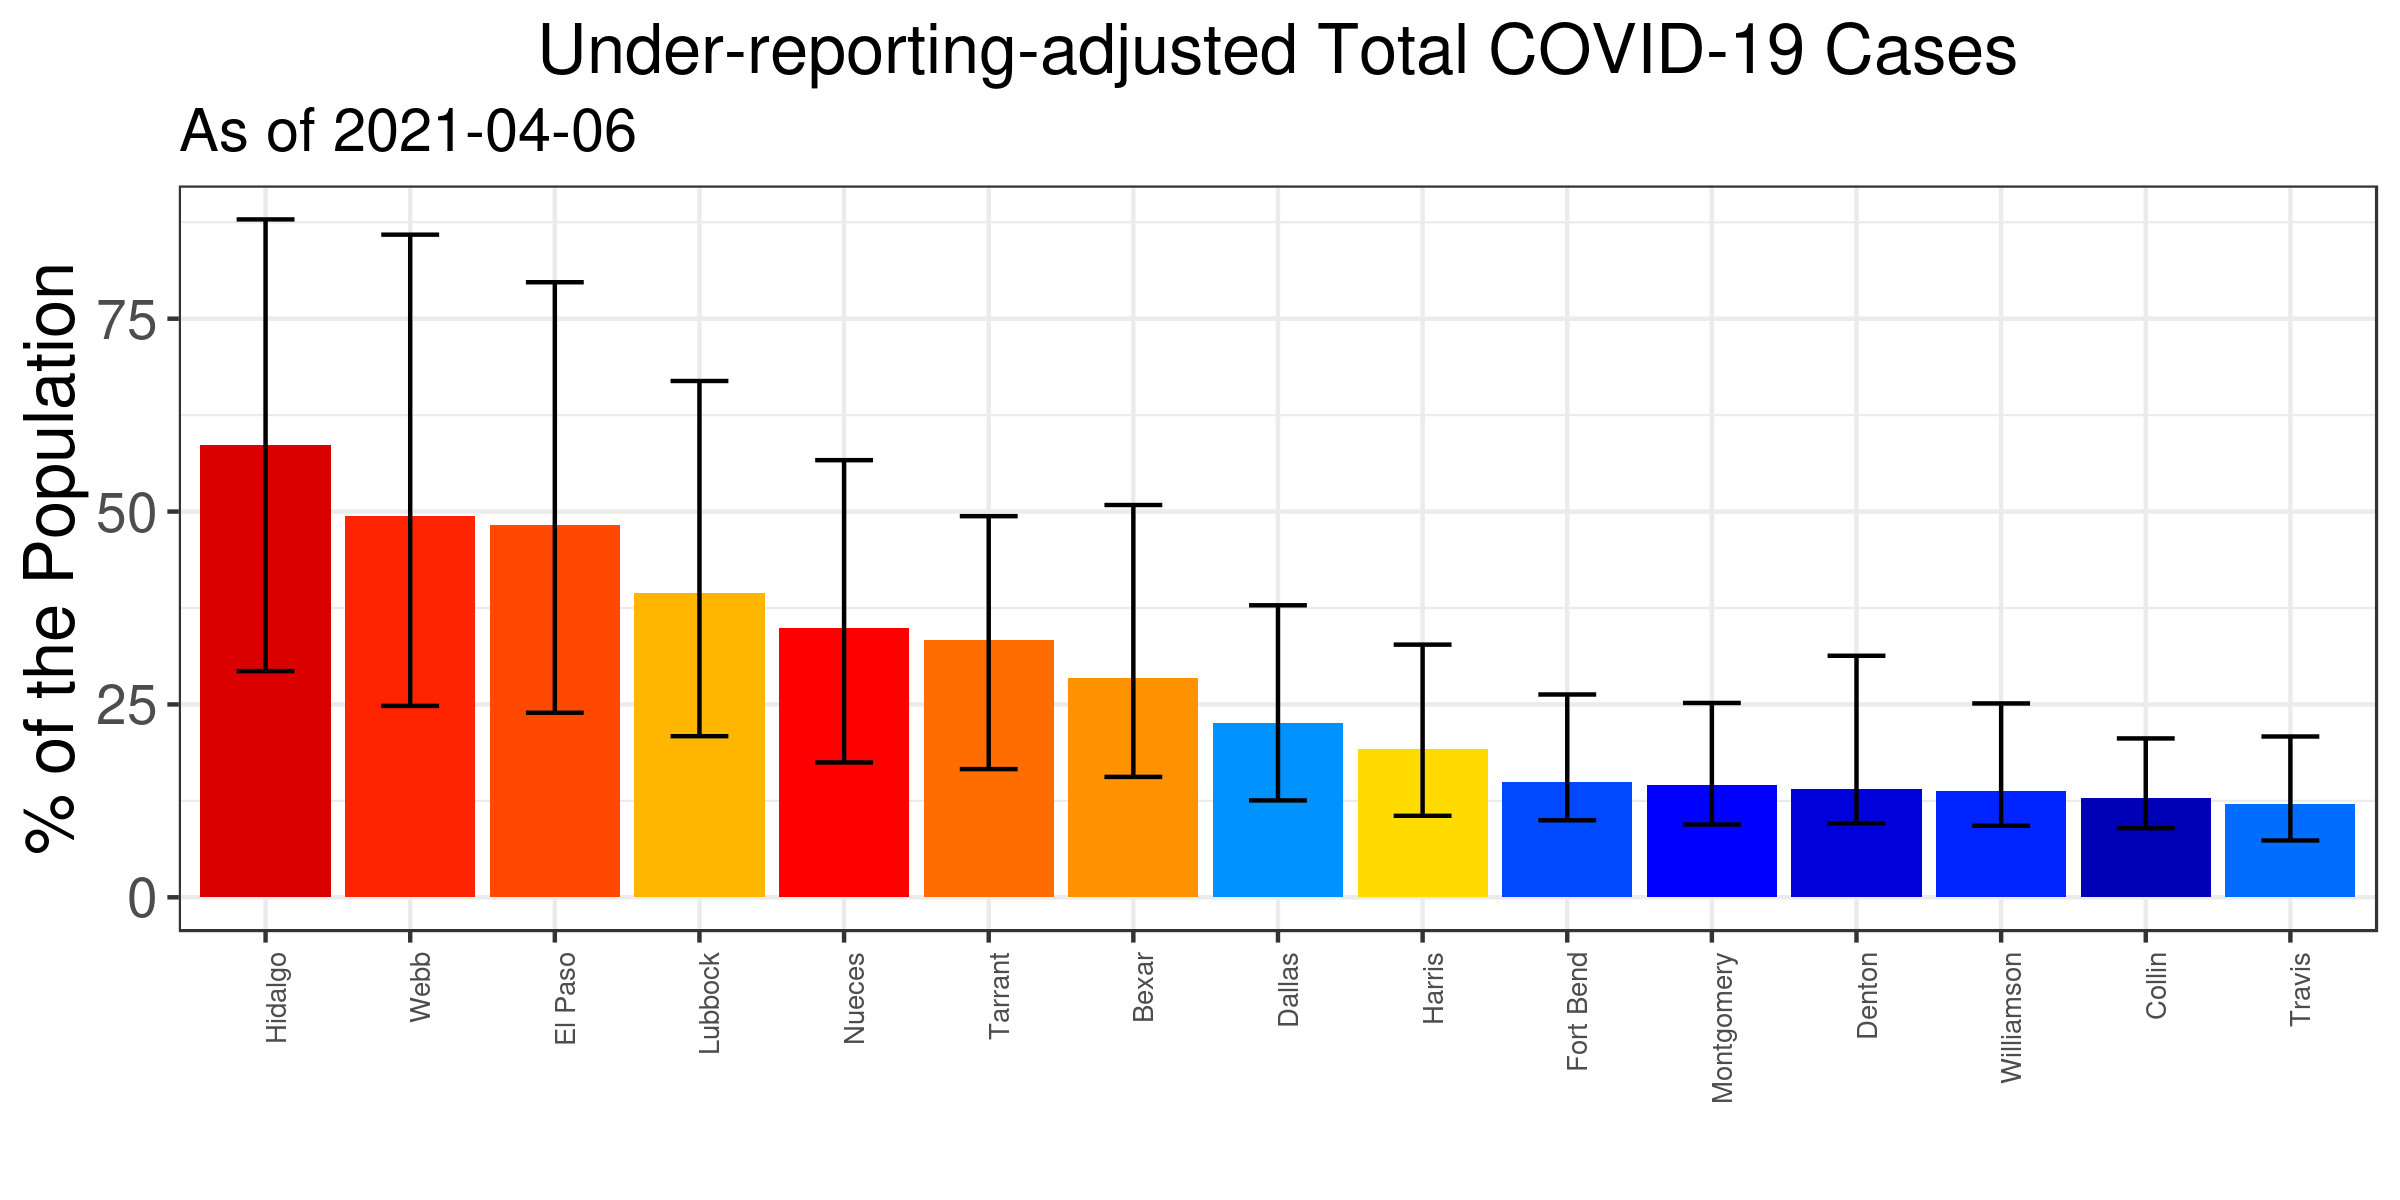 Under-reporting-adjusted Total COVID-19 Cases
As of 2021-04-06
% of the Population
75
50
25
0
Hidalgo
Webb
El Paso
Lubbock
Nueces
Tarrant
Bexar
Dallas
Harris
Fort Bend
Montgomery
Denton
Williamson
Collin
Travis